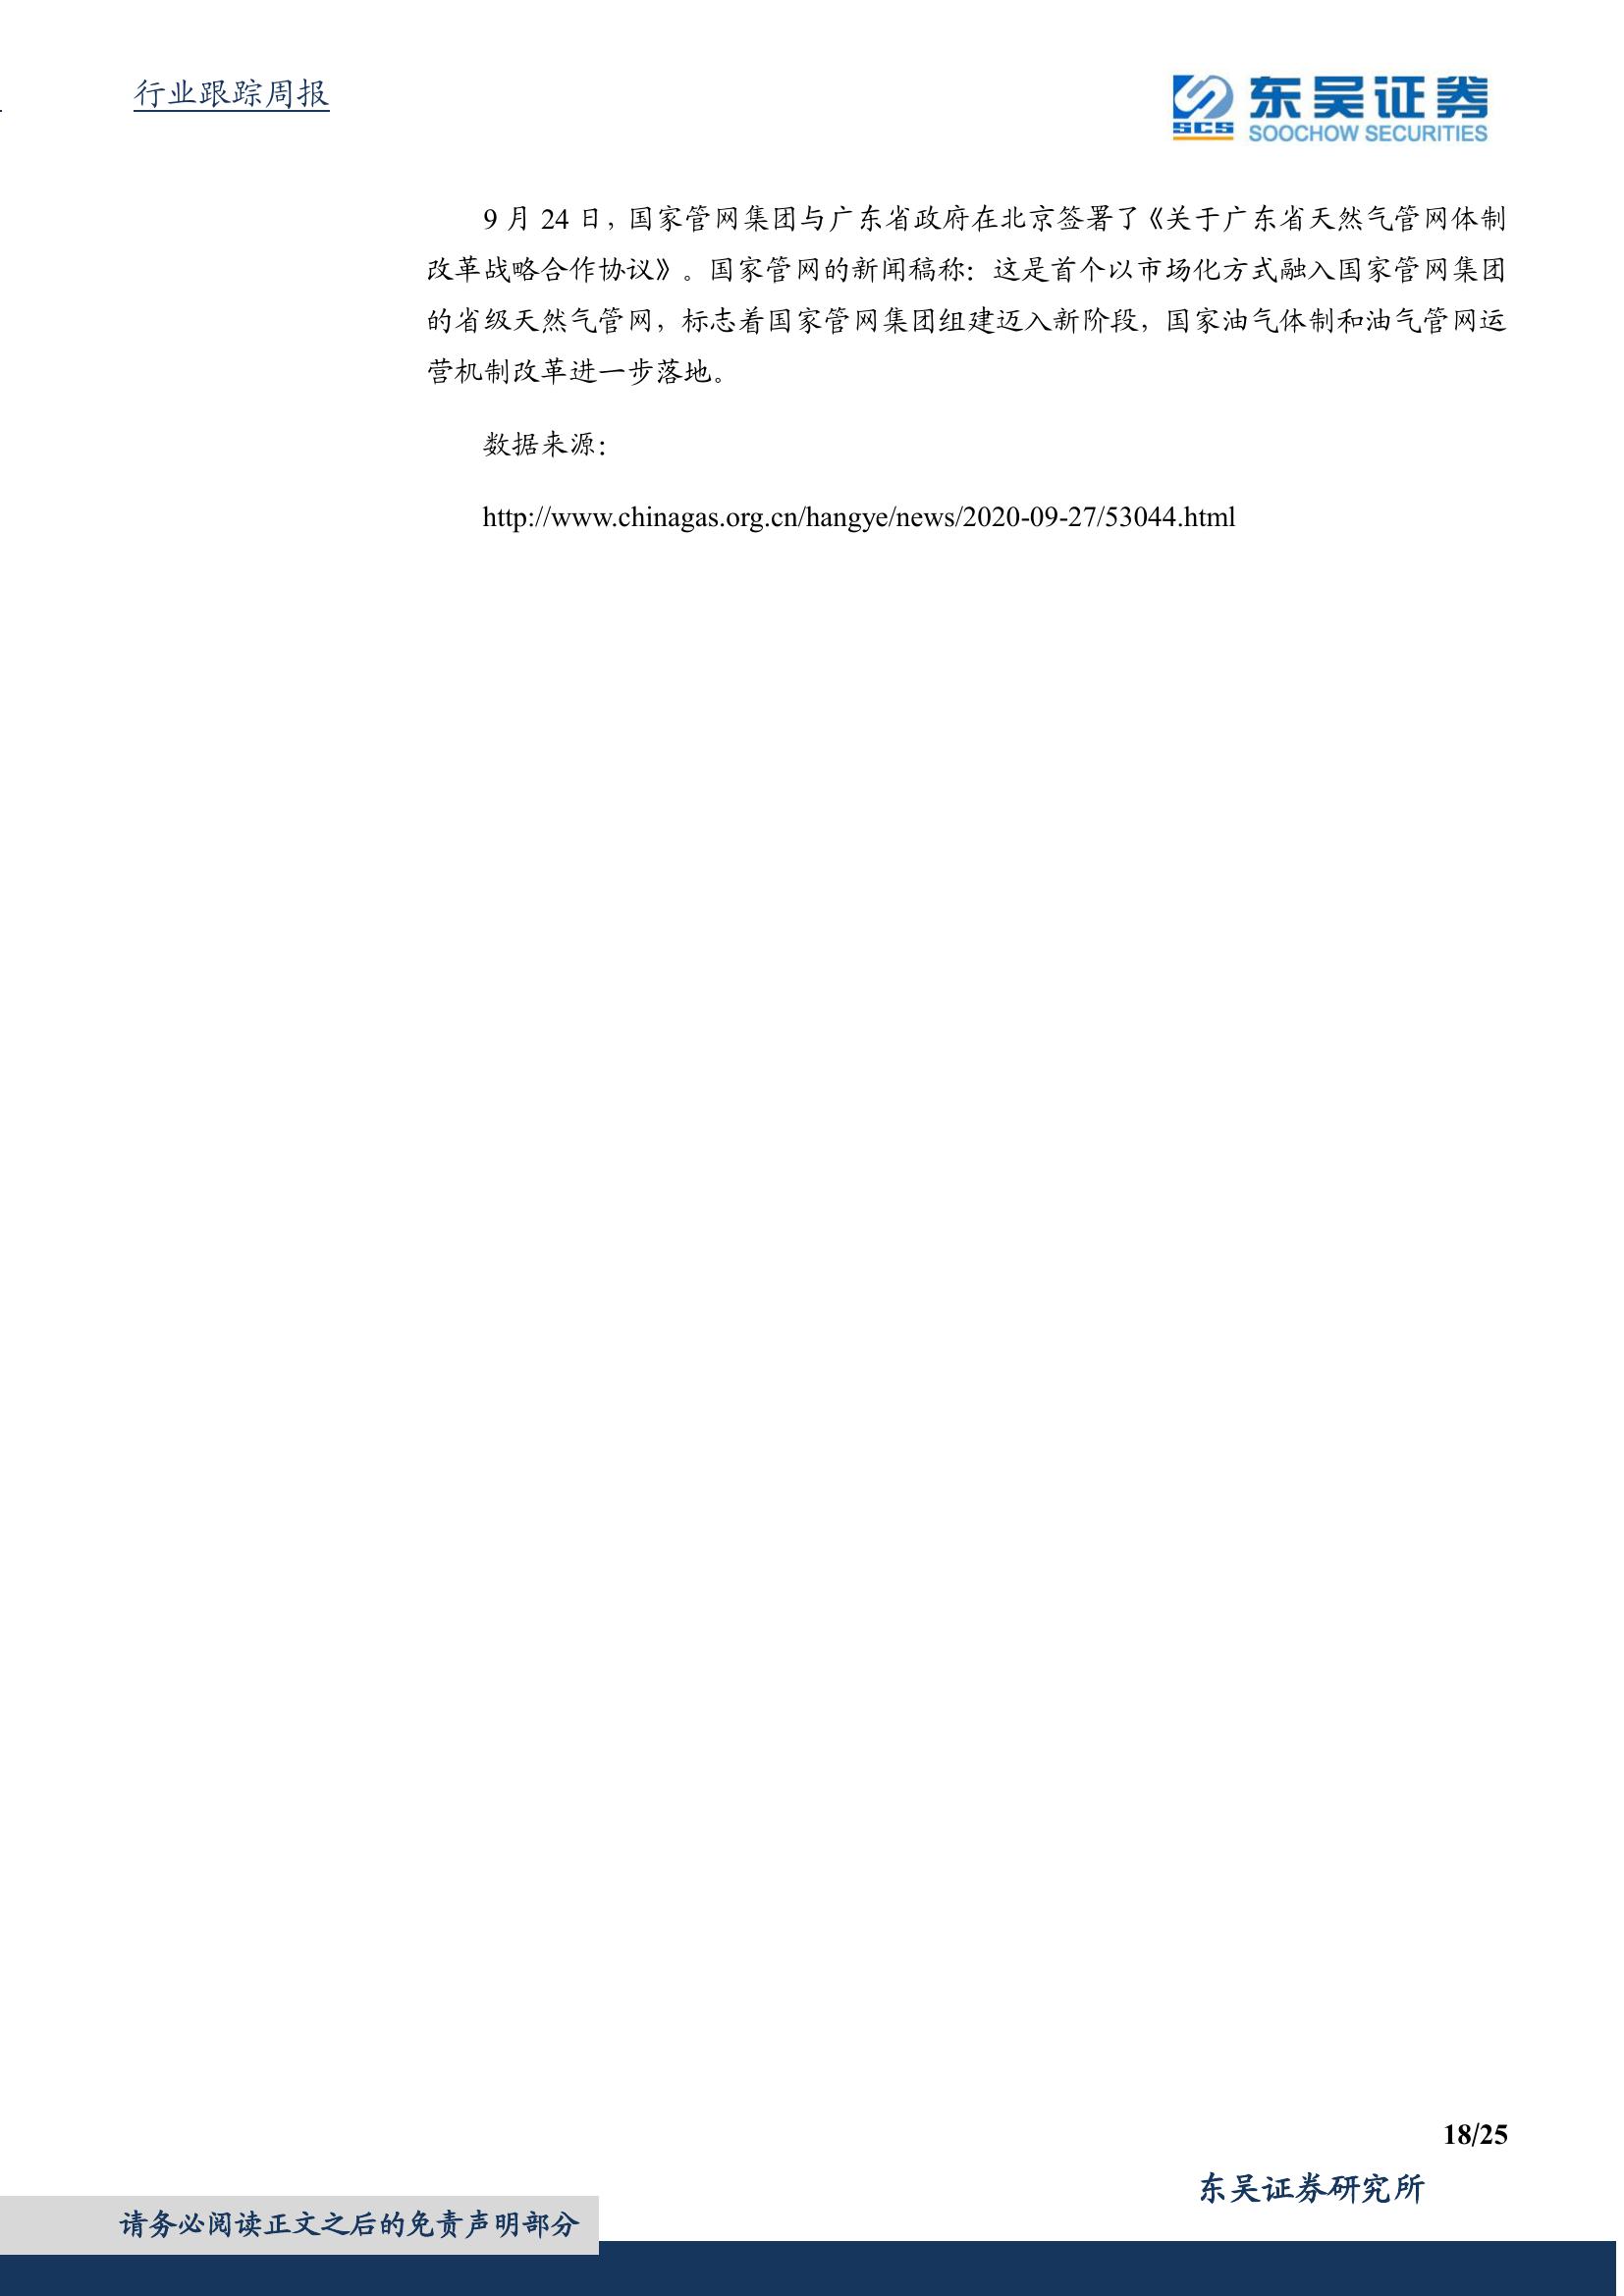 行业跟踪周报
SCS
东吴证券
SOOCHOW SECURITIES
9 月 24 日，国家管网集团与广东省政府在北京签署了《关于广东省天然气管网体制
改革战略合作协议》。国家管网的新闻稿称：这是首个以市场化方式融入国家管网集团
的省级天然气管网，标志着国家管网集团组建迈入新阶段，国家油气体制和油气管网运
营机制改革进一步落地。
数据来源：
http://www.chinagas.org.cn/hangye/news/2020-09-27/53044.html
18/25
东吴证券研究所
请务必阅读正文之后的免责声明部分